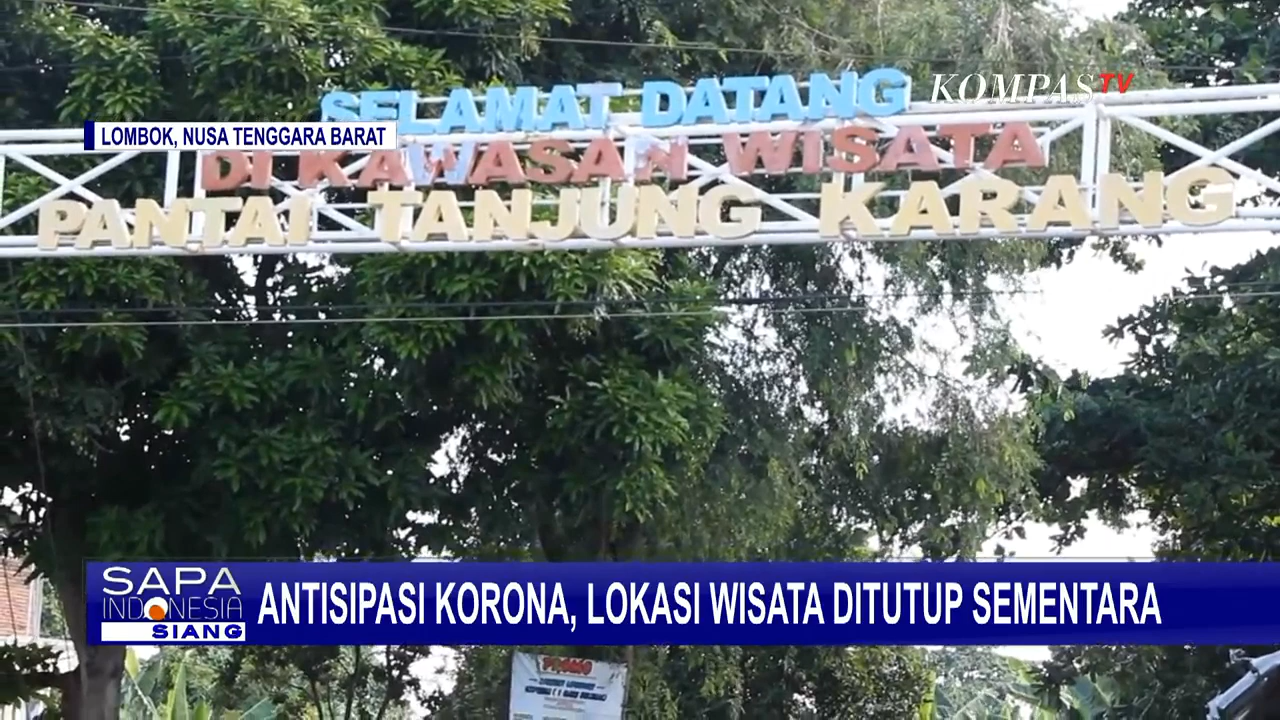 SELAMAT DATANG
KOMPASTV
LOMBOK, NUSA TENGGARA BARAT
DI KAWASAN WISATA
PANTAI TANJUNG KARANG
SAPA
INDONESIA
SIANG
ANTISIPASI KORONA, LOKASI WISATA DITUTUP SEMENTARA
PROMO